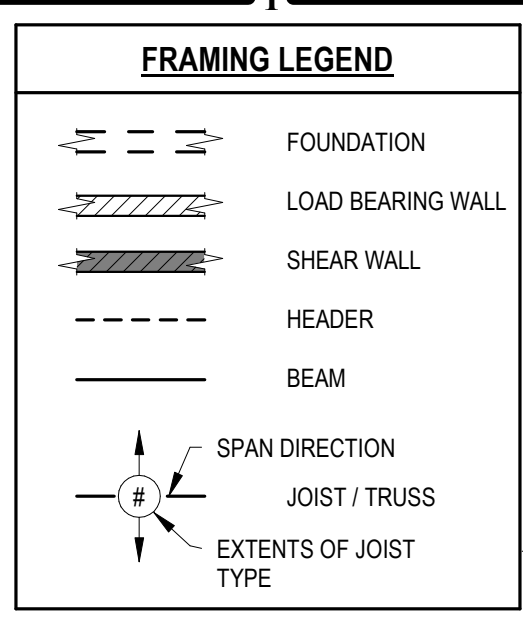 FRAMING LEGEND
FOUNDATION
LOAD BEARING WALL
SHEAR WALL
HEADER
BEAM
SPAN DIRECTION
# JOIST / TRUSS
EXTENTS OF JOIST
TYPE